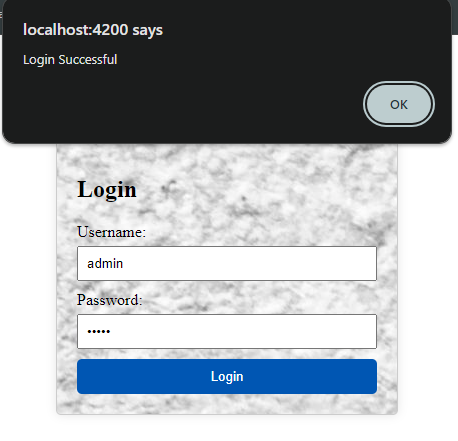 localhost:4200 says
Login Successful
OK
Login
Username:
admin
Password:
•••••
Login